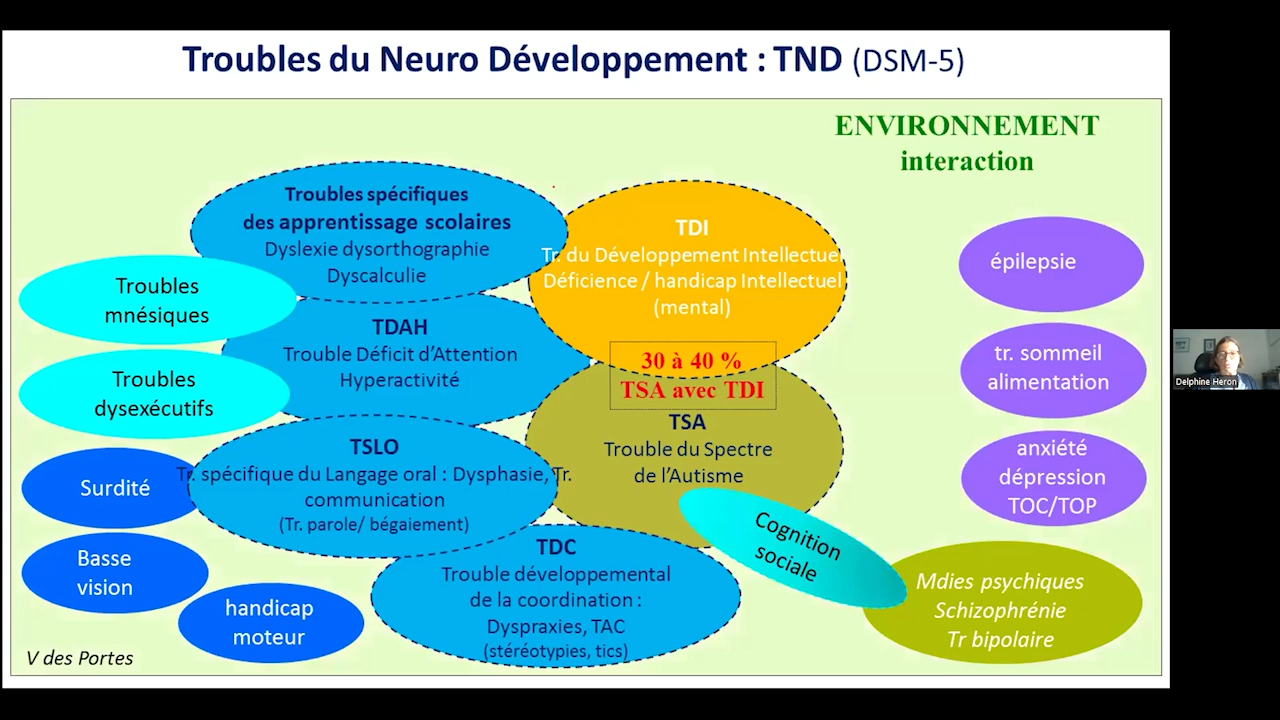 Troubles du Neuro Développement : TND (DSM-5)
ENVIRONNEMENT
interaction
Troubles spécifiques
des apprentissage scolaires
Dyslexie dysorthographie
Dyscalculie
TDI
Tr. du Développement Intellectuel
Déficience / handicap Intellectuel
(mental)
épilepsie
Troubles
mnésiques
TDAH
Trouble Déficit d’Attention
Hyperactivité
30 à 40 %
TSA avec TDI
tr. sommeil
alimentation
Troubles
dysexécutifs
TSA
Trouble du Spectre
de l’Autisme
anxiété
dépression
TOC/TOP
Surdité
TSLO
Tr. spécifique du Langage oral : Dysphasie, Tr.
communication
(Tr. parole/ bégaiement)
Cognition
sociale
Basse
vision
TDC
Trouble développemental
de la coordination :
Dyspraxies, TAC
(stéréotypies, tics)
Mdies psychiques
Schizophrénie
Tr bipolaire
handicap
moteur
V des Portes
Delphine Heron